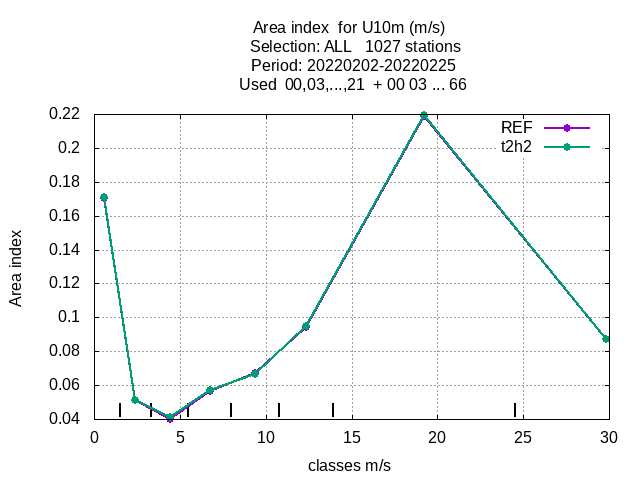 Area index for U10m (m/s)
Selection: ALL 1027 stations
Period: 20220202-20220225
Used 00,03,...,21 + 00 03 ... 66
REF
t2h2
0.22
0.2
0.18
0.16
0.14
0.12
0.1
0.08
0.06
0.04
Area index
0 5 10 15 20 25 30
classes m/s